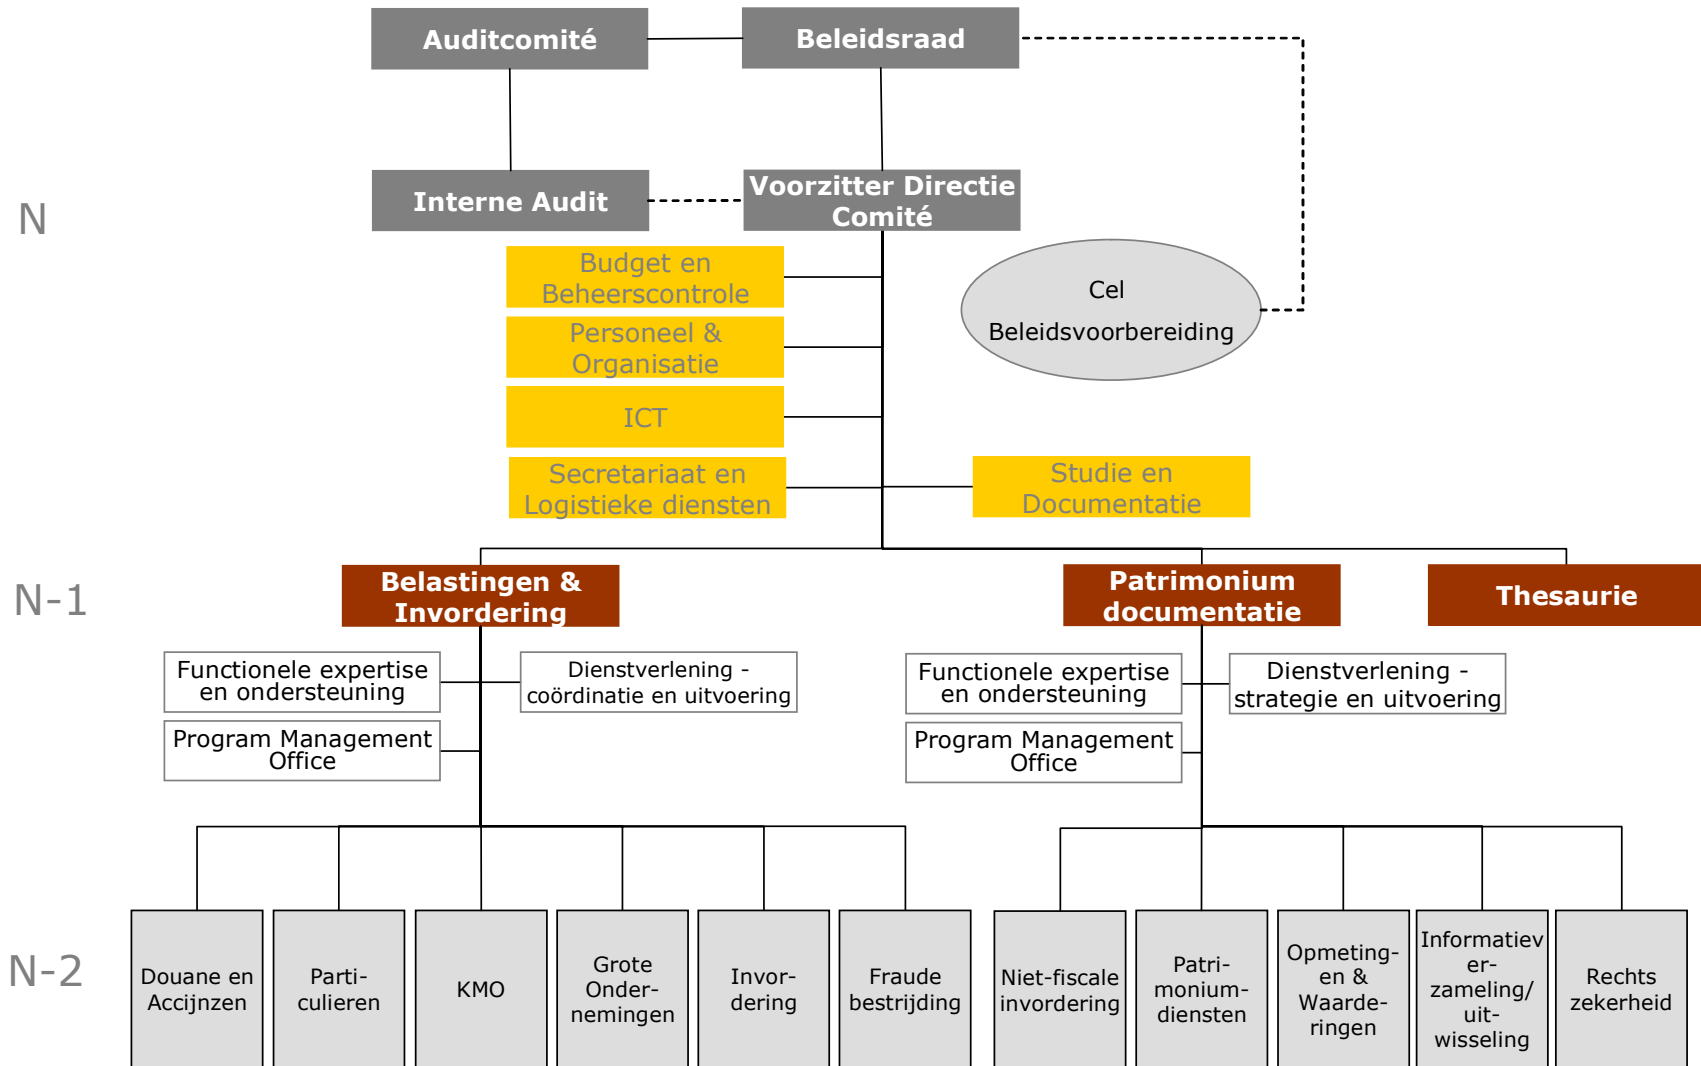 Auditcomité
Beleidsraad
N
Interne Audit
Voorzitter Directie
Comité
Budget en
Beheerscontrole
Cel
Beleidsvoorbereiding
Personeel &
Organisatie
ICT
Secretariaat en
Logistieke diensten
Studie en
Documentatie
N-1
Belastingen &
Invordering
Patrimonium
documentatie
Thesaurie
Functionele expertise
en ondersteuning
Dienstverlening -
coördinatie en uitvoering
Program Management
Office
Functionele expertise
en ondersteuning
Dienstverlening -
strategie en uitvoering
Program Management
Office
N-2
Douane en
Accijnzen
Parti-
culieren
KMO
Grote
Onder-
nemingen
Invor-
dering
Fraude
bestrijding
Niet-fiscale
invordering
Patri-
monium-
diensten
Opmeting-
en &
Waarde-
ringen
Informatiev
er-
zameling/
uit-
wisseling
Rechts
zekerheid